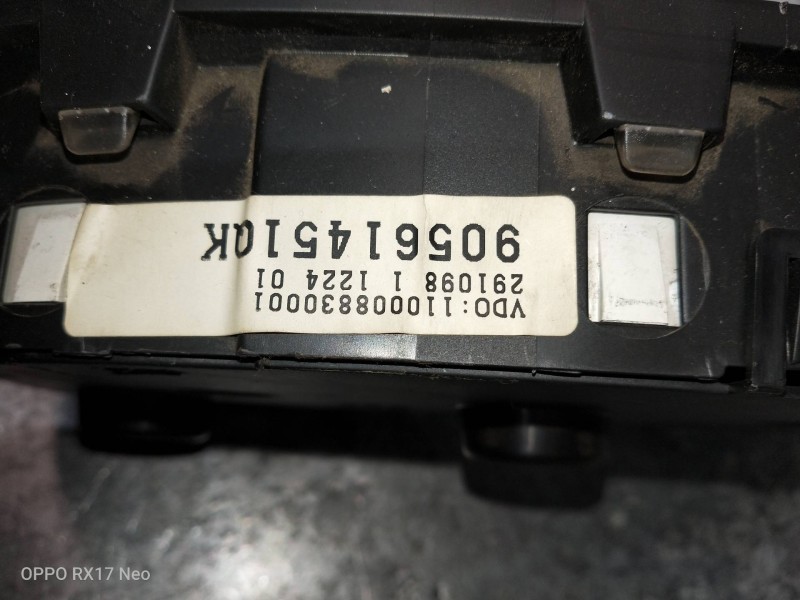 VDO:110008830001
291098 1 1224 01
90561451QK
OPPO RX17 Neo